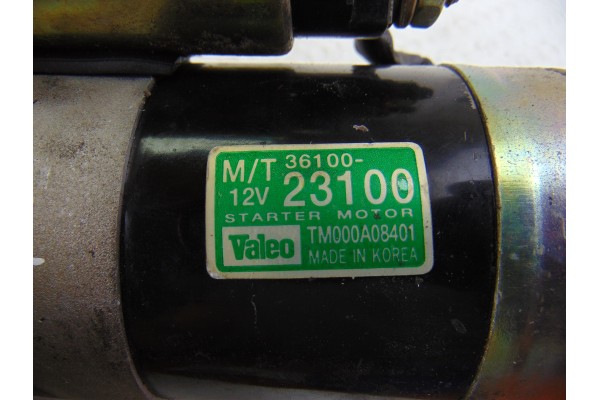 M/T 36100-
12V 23100
STARTER MOTOR
Valeo TM000A08401
MADE IN KOREA